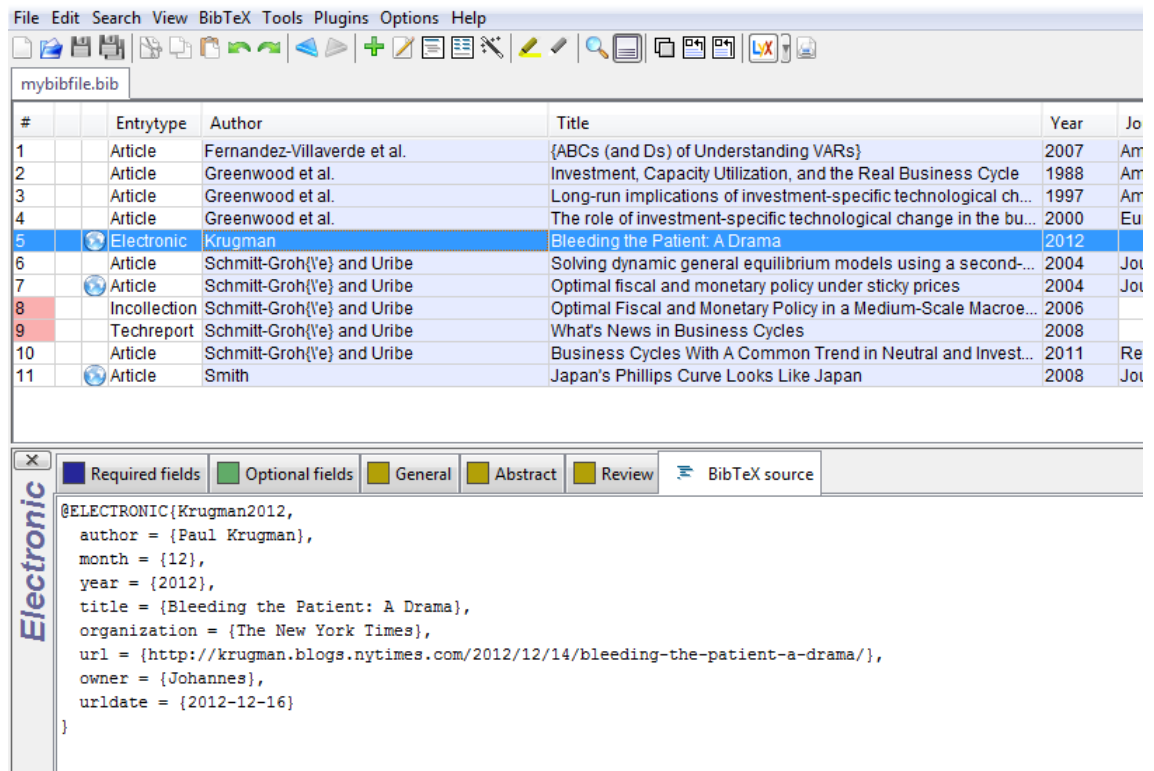 File Edit Search View BibTeX Tools Plugins Options Help
LyX
mybibfile.bib
# Entrytype Author Title Year Jo
1 Article Fernandez-Villaverde et al. {ABCs (and Ds) of Understanding VARs} 2007 Am
2 Article Greenwood et al. Investment, Capacity Utilization, and the Real Business Cycle 1988 Am
3 Article Greenwood et al. Long-run implications of investment-specific technological ch... 1997 Am
4 Article Greenwood et al. The role of investment-specific technological change in the bu... 2000 Eu
5 Electronic Krugman Bleeding the Patient: A Drama 2012
6 Article Schmitt-Groh{\'e} and Uribe Solving dynamic general equilibrium models using a second-... 2004 Jou
7 Article Schmitt-Groh{\'e} and Uribe Optimal fiscal and monetary policy under sticky prices 2004 Jou
8 Incollection Schmitt-Groh{\'e} and Uribe Optimal Fiscal and Monetary Policy in a Medium-Scale Macroe... 2006
9 Techreport Schmitt-Groh{\'e} and Uribe What's News in Business Cycles 2008
10 Article Schmitt-Groh{\'e} and Uribe Business Cycles With A Common Trend in Neutral and Invest... 2011 Re
11 Article Smith Japan's Phillips Curve Looks Like Japan 2008 Jou
Required fields Optional fields General Abstract Review BibTeX source
Electronic
@ELECTRONIC{Krugman2012,
author = {Paul Krugman},
month = {12},
year = {2012},
title = {Bleeding the Patient: A Drama},
organization = {The New York Times},
url = {http://krugman.blogs.nytimes.com/2012/12/14/bleeding-the-patient-a-drama/},
owner = {Johannes},
urldate = {2012-12-16}
}